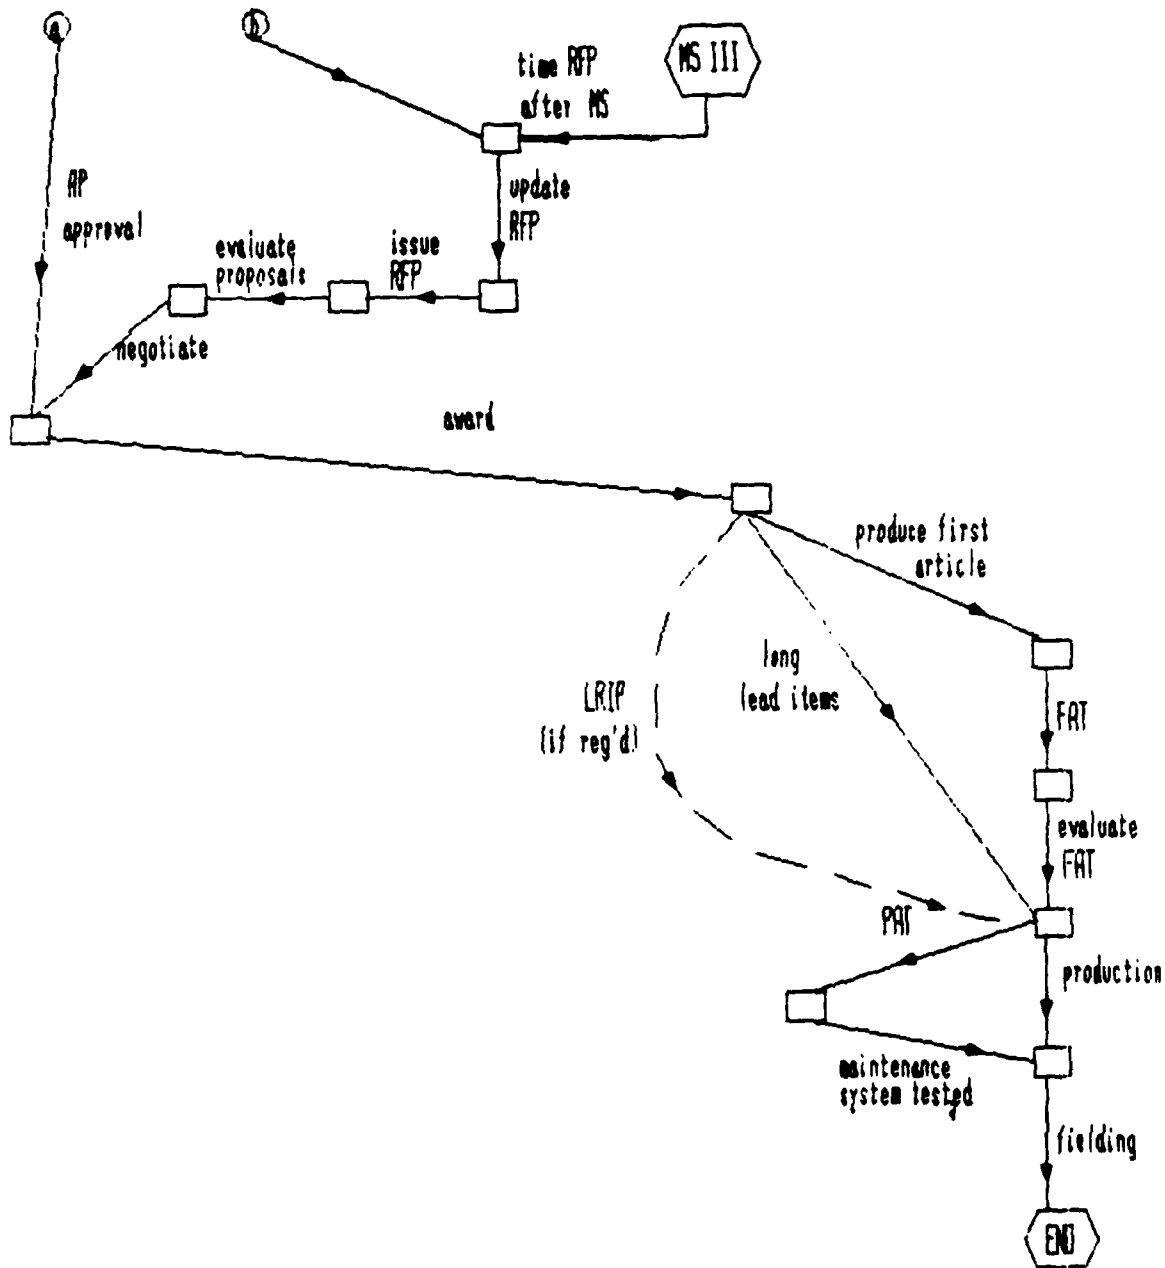 a
b
MS III
time RFP
after MS
update
RFP
AP
approval
issue
RFP
evaluate
proposals
negotiate
award
produce first
article
long
lead items
LRIP
(if reg'd)
FAT
evaluate
FAT
PAT
production
maintenance
system tested
fielding
END